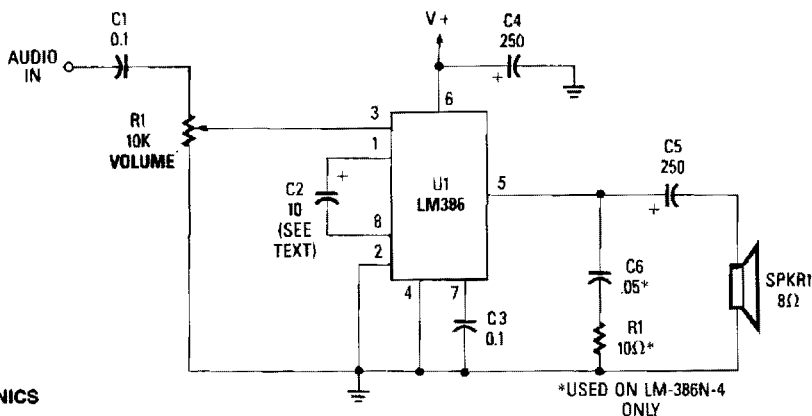 C1
0.1
AUDIO
IN
R1
10K
VOLUME
C2
10
(SEE
TEXT)
+
3
1
8
2
4
7
6
5
U1
LM386
V+
C4
250
+
C3
0.1
C5
250
+
C6
.05*
R1
10Ω*
SPKR1
8Ω
*USED ON LM-386N-4
ONLY
NICS